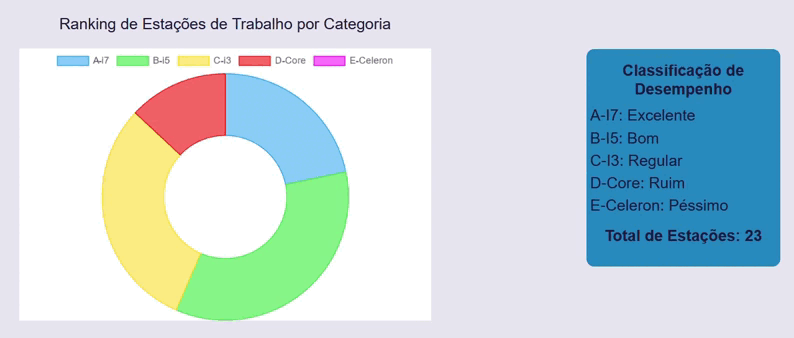 Ranking de Estações de Trabalho por Categoria
A-i7 B-i5 C-i3 D-Core E-Celeron
Classificação de
Desempenho
A-I7: Excelente
B-I5: Bom
C-I3: Regular
D-Core: Ruim
E-Celeron: Péssimo
Total de Estações: 23